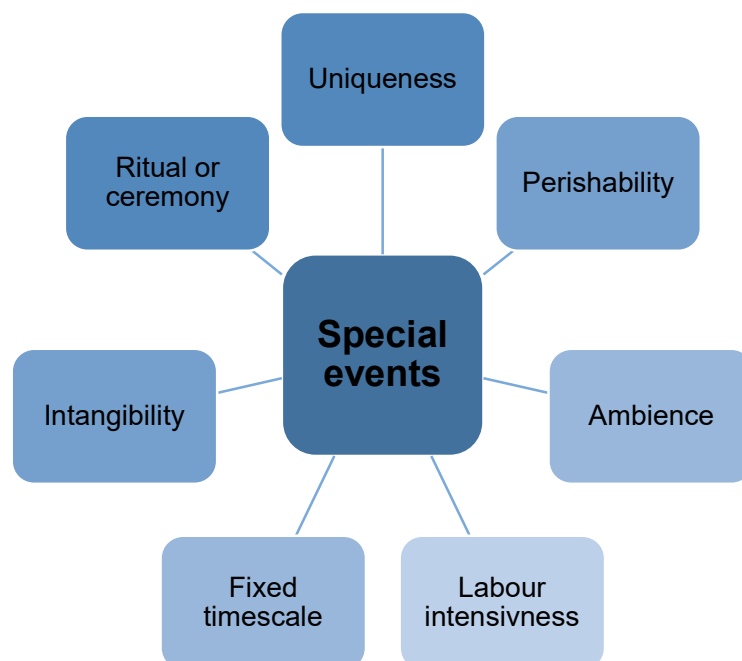 Uniqueness
Ritual or
ceremony
Perishability
Special
events
Intangibility
Ambience
Fixed
timescale
Labour
intensivness